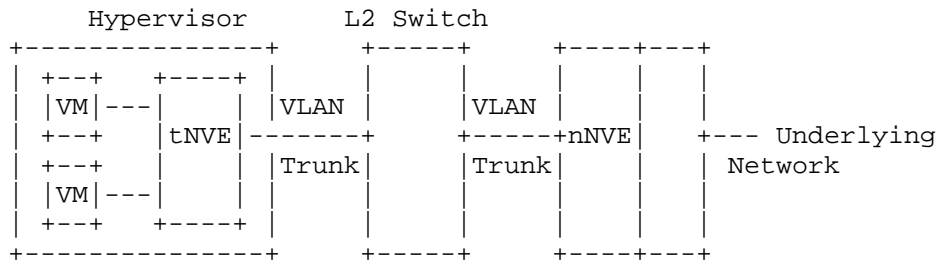 Hypervisor L2 Switch
VM VLAN VLAN
tNVE nNVE Underlying
Trunk Trunk Network
VM